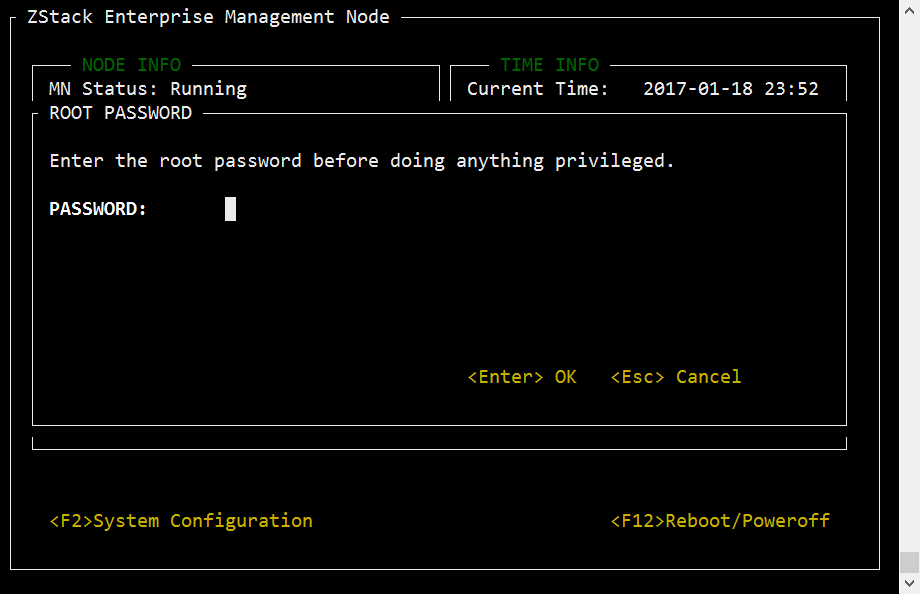 ZStack Enterprise Management Node
NODE INFO
MN Status: Running
TIME INFO
Current Time: 2017-01-18 23:52
ROOT PASSWORD
Enter the root password before doing anything privileged.
PASSWORD:
<Enter> OK <Esc> Cancel
<F2>System Configuration <F12>Reboot/Poweroff